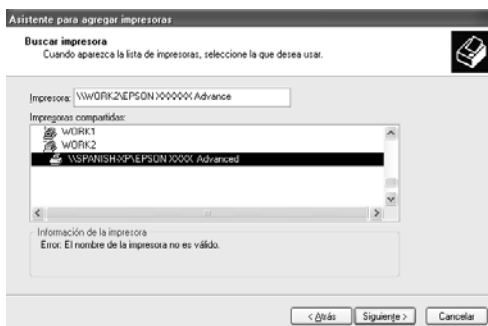 Asistente para agregar impresoras
Buscar impresora
Cuando aparezca la lista de impresoras, seleccione la que desea usar.
Impresora: \\WORK2\EPSON XXXXXX Advance
Impresoras compartidas:
WORK1
WORK2
\\SPANISH-XP\EPSON XXXX Advanced
Información de la impresora
Error: El nombre de la impresora no es válido.
< Atrás
Siguiente >
Cancelar